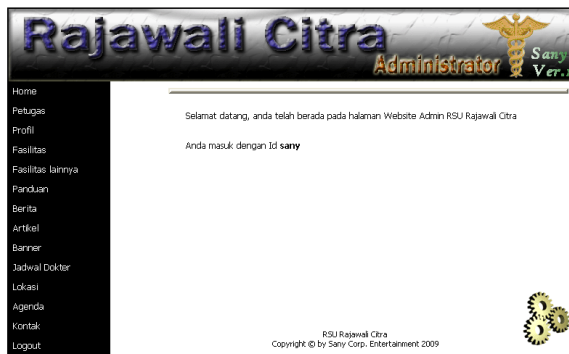 Rajawali Citra
Administrator
Sany
Ver.
Home
Petugas
Profil
Fasilitas
Fasilitas lainnya
Panduan
Berita
Artikel
Banner
Jadwal Dokter
Lokasi
Agenda
Kontak
Logout
Selamat datang, anda telah berada pada halaman Website Admin RSU Rajawali Citra
Anda masuk dengan Id sany
RSU Rajawali Citra
Copyright © by Sany Corp. Entertainment 2009